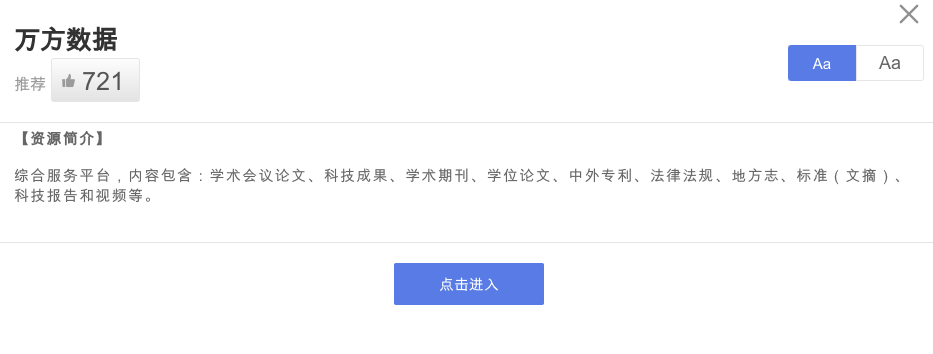 万方数据
推荐 721
Aa Aa
【资源简介】
综合服务平台，内容包含：学术会议论文、科技成果、学术期刊、学位论文、中外专利、法律法规、地方志、标准（文摘）、
科技报告和视频等。
点击进入